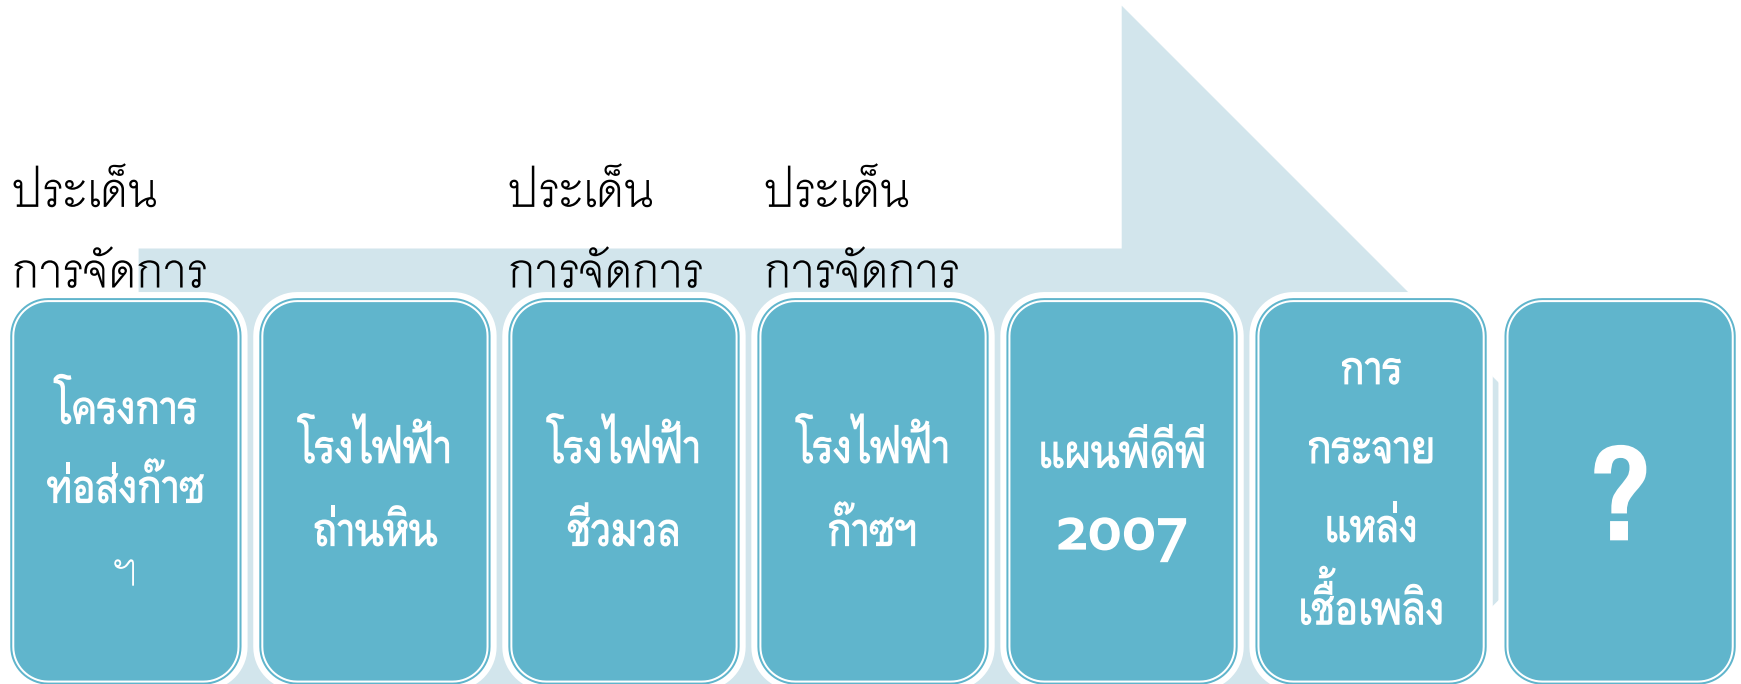 ประเด็น
การจัดการ
ประเด็น
การจัดการ
ประเด็น
การจัดการ
โครงการ
ท่อส่งก๊าซ
ฯ
โรงไฟฟ้า
ถ่านหิน
โรงไฟฟ้า
ชีวมวล
โรงไฟฟ้า
ก๊าซฯ
แผนพีดีพี
2007
การ
กระจาย
แหล่ง
เชื้อเพลิง
?